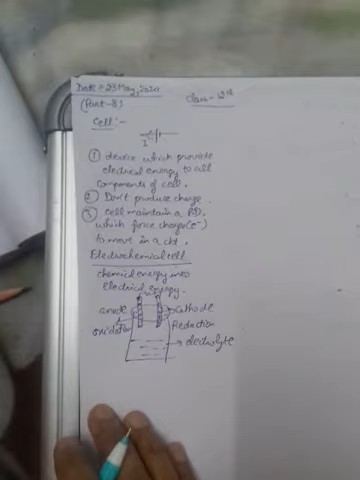 Date = 23 May, 2020
(Part-8)
Class - 12th
Cell :-
① device which provide
electrical energy to all
components of cell.
② Don't produce charge.
③ cell maintain a P.D.
which force charge (e⁻)
to move in a ckt.
Electrochemical cell
chemical energy into
electrical energy.
anode
cathode
oxidation
Reduction
electrolyte